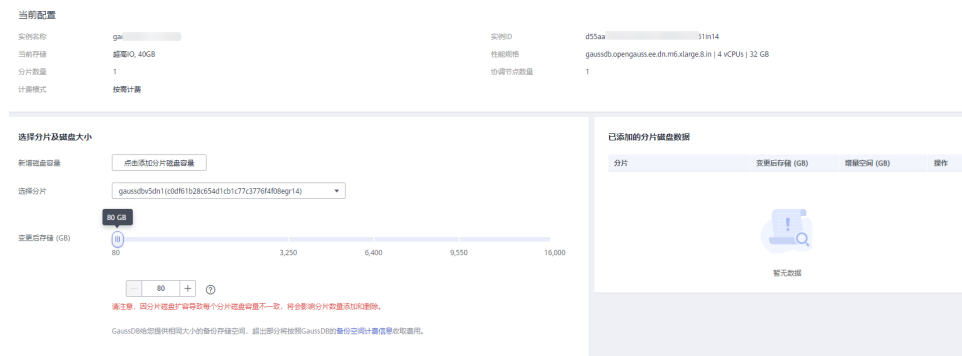 当前配置
实例名称 实例ID
当前存储 超高IO, 40GB 性能规格 gaussdb.opengauss.ee.dn.m6.xlarge.8.in | 4 vCPUs | 32 GB
分片数量 1 协调节点数量 1
计费模式 按需计费
选择分片及磁盘大小 已添加的分片磁盘数据
新增磁盘容量 点击添加分片磁盘容量 分片 变更后存储 (GB) 增量空间 (GB) 操作
选择分片 gaussdbv5dn1(c0df61b28c654d1cb1c77c3776f4f08egr14)
80 GB
变更后存储 (GB)
80 3,250 6,400 9,550 16,000
暂无数据
80
请注意，因分片磁盘扩容导致每个分片磁盘容量不一致，将会影响分片数量添加和删除。
GaussDB给您提供相同大小的备份存储空间，超出部分将按照GaussDB的备份空间计费信息收取费用。